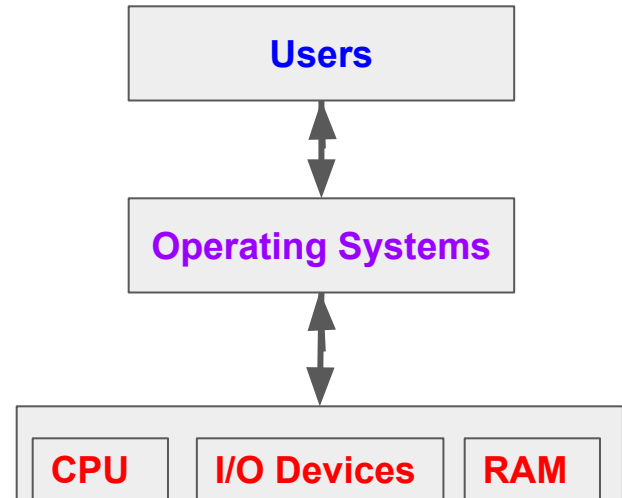 Users
Operating Systems
CPU I/O Devices RAM